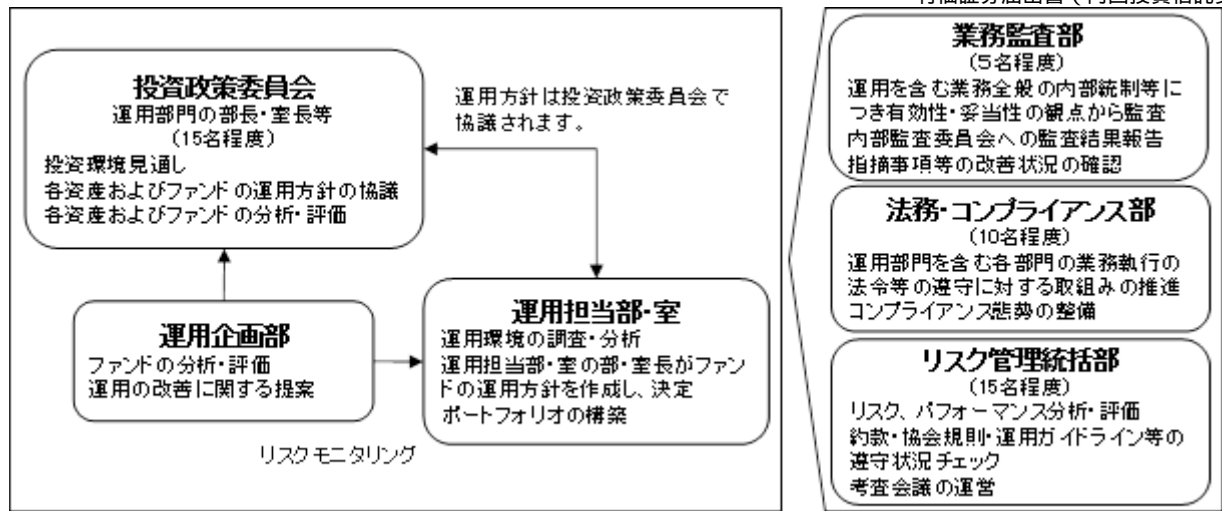 投資政策委員会
運用部門の部長・室長等
(15名程度)
投資環境見通し
各資産およびファンドの運用方針の協議
各資産およびファンドの分析・評価
運用方針は投資政策委員会で
協議されます。
運用企画部
ファンドの分析・評価
運用の改善に関する提案
運用担当部・室
運用環境の調査・分析
運用担当部・室の部・室長がファン
ドの運用方針を作成し、決定
ポートフォリオの構築
リスクモニタリング
業務監査部
(5名程度)
運用を含む業務全般の内部統制等に
つき有効性・妥当性の観点から監査
内部監査委員会への監査結果報告
指摘事項等の改善状況の確認
法務・コンプライアンス部
(10名程度)
運用部門を含む各部門の業務執行の
法令等の遵守に対する取組みの推進
コンプライアンス態勢の整備
リスク管理統括部
(15名程度)
リスク、パフォーマンス分析・評価
約款・協会規則・運用ガイドライン等の
遵守状況チェック
考査会議の運営